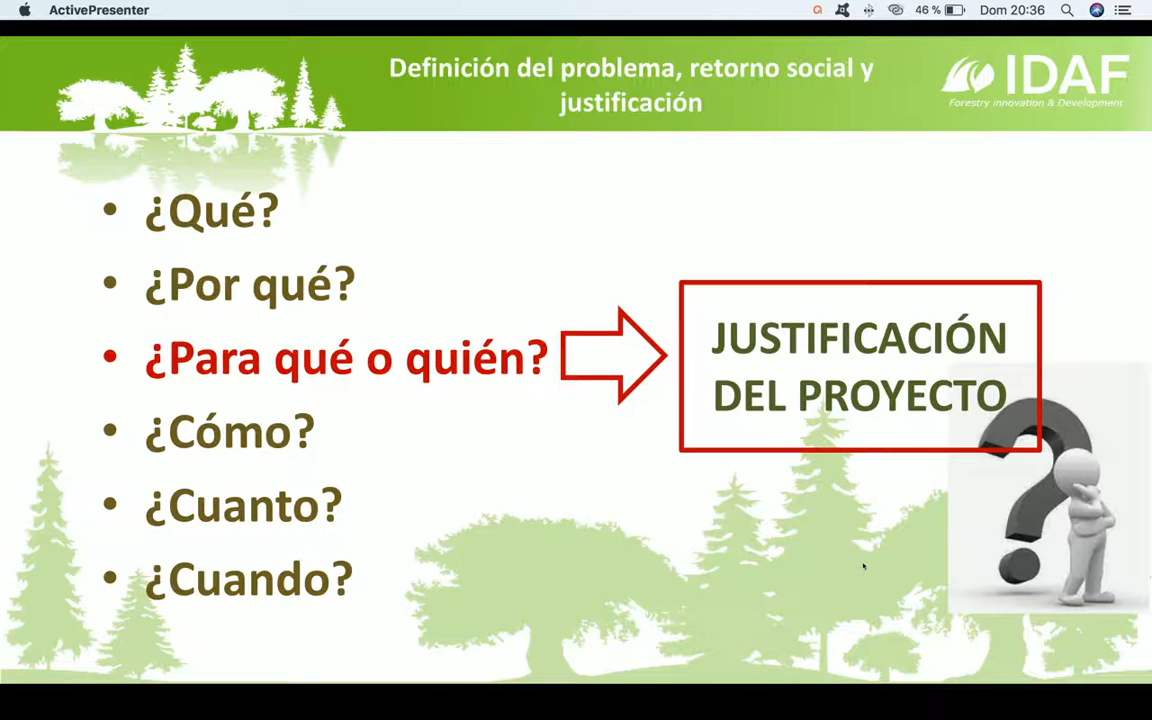 ActivePresenter
46 %
Dom 20:36
Definición del problema, retorno social y
justificación
IDAF
Forestry innovation & Development
• ¿Qué?
• ¿Por qué?
• ¿Para qué o quién?
JUSTIFICACIÓN
DEL PROYECTO
• ¿Cómo?
• ¿Cuanto?
• ¿Cuando?